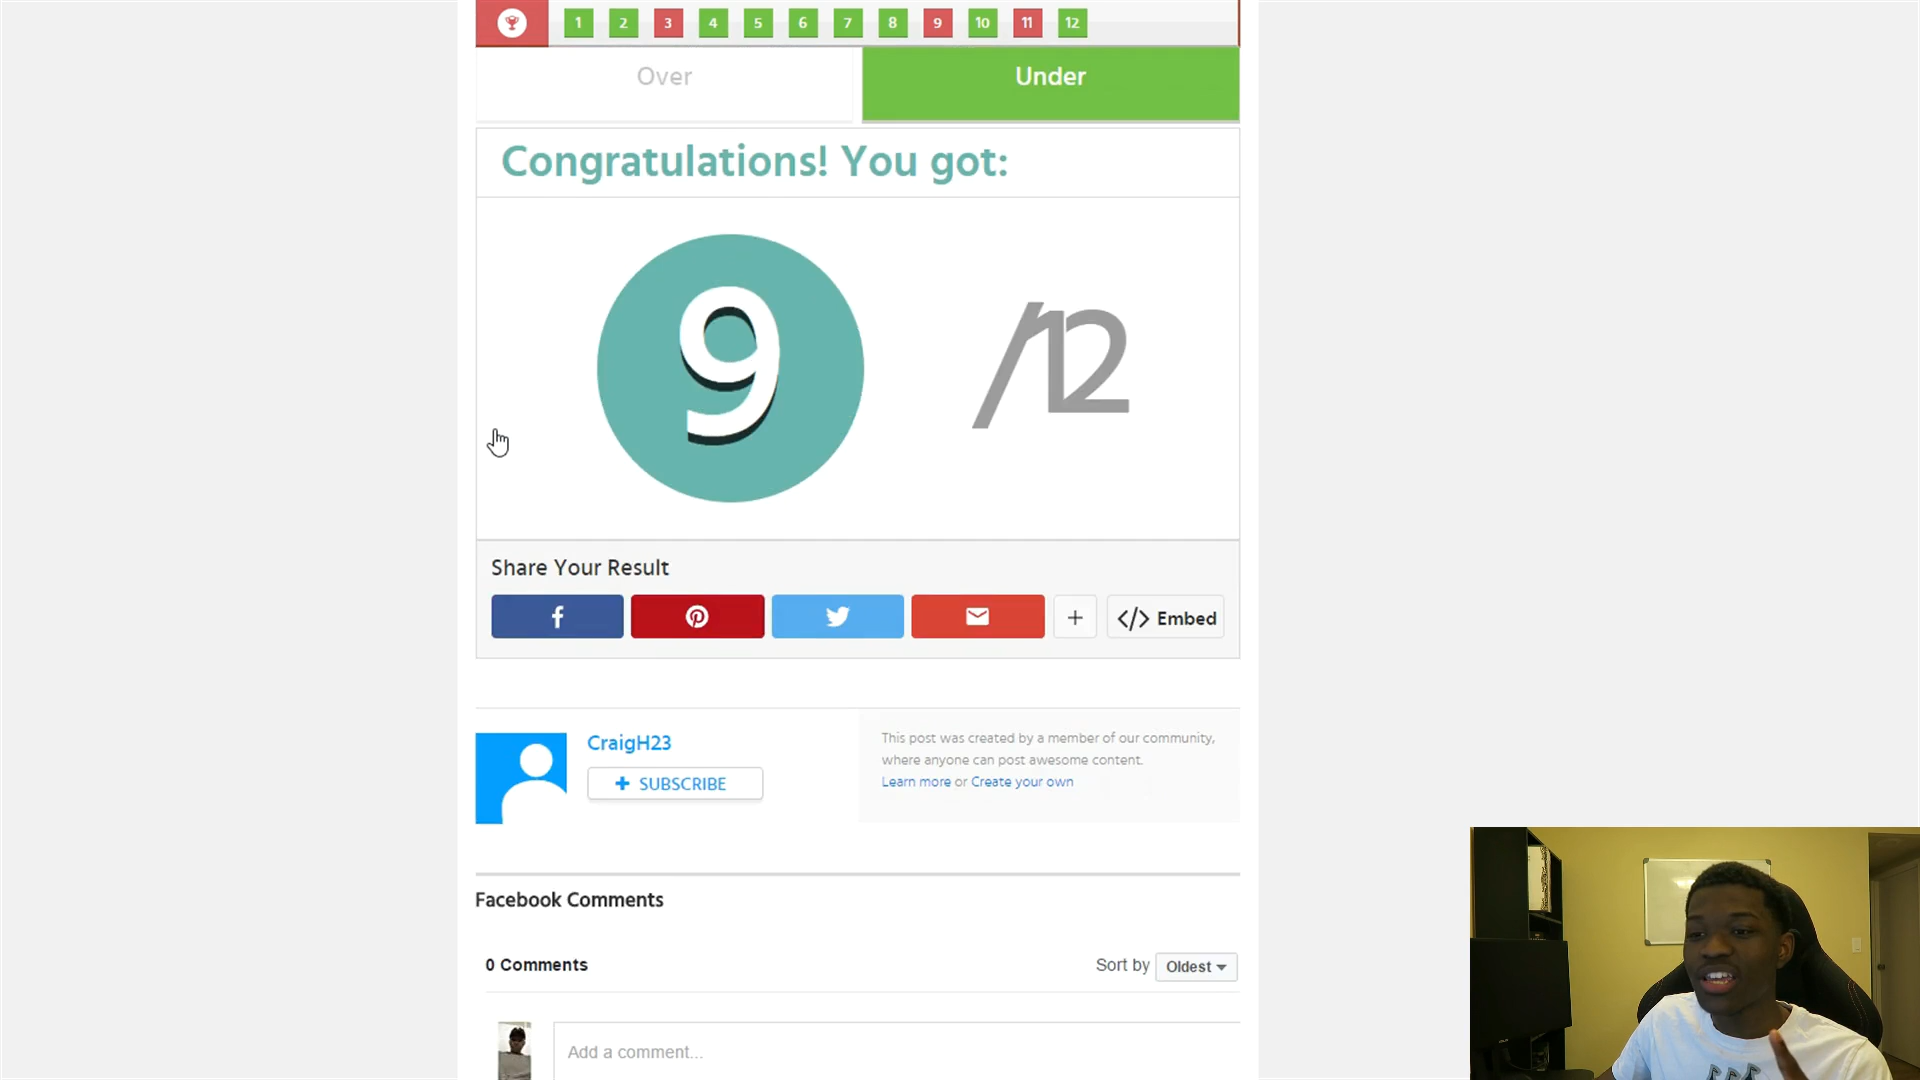 1 2 3 4 5 6 7 8 9 10 11 12
Over Under
Congratulations! You got:
9 /12
Share Your Result
+ </> Embed
CraigH23
+ SUBSCRIBE
This post was created by a member of our community,
where anyone can post awesome content.
Learn more or Create your own
Facebook Comments
0 Comments Sort by Oldest
Add a comment...